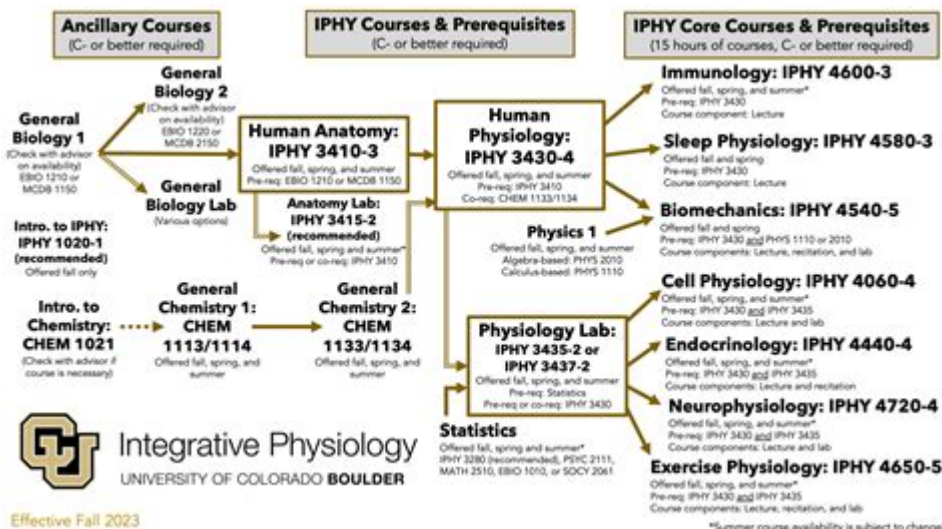 Ancillary Courses
(C- or better required)
IPHY Courses & Prerequisites
(C- or better required)
IPHY Core Courses & Prerequisites
(15 hours of courses, C- or better required)
General
Biology 1
(Check with advisor
on availability)
EBIO 1210 or
MCDB 1150
General
Biology 2
(Check with advisor
on availability)
EBIO 1220 or
MCDB 2150
General
Biology Lab
(Various options)
Intro. to IPHY:
IPHY 1020-1
(recommended)
Offered fall only
Intro. to
Chemistry:
CHEM 1021
(Check with advisor if
course is necessary)
General
Chemistry 1:
CHEM
1113/1114
Offered fall, spring, and
summer
General
Chemistry 2:
CHEM
1133/1134
Offered fall, spring, and
summer
Human Anatomy:
IPHY 3410-3
Offered fall, spring, and summer
Pre-req: EBIO 1210 or MCDB 1150
Anatomy Lab:
IPHY 3415-2
(recommended)
Offered fall, spring and summer*
Pre-req or co-req: IPHY 3410
Human
Physiology:
IPHY 3430-4
Offered fall, spring, and summer
Pre-req: IPHY 3410
Co-req: CHEM 1133/1134
Physics 1
Offered fall, spring, and summer
Algebra-based: PHYS 2010
Calculus-based: PHYS 1110
Physiology Lab:
IPHY 3435-2 or
IPHY 3437-2
Offered fall, spring, and summer
Pre-req: Statistics
Pre-req or co-req: IPHY 3430
Statistics
Offered fall, spring and summer*
IPHY 3280 (recommended), PSYC 2111,
MATH 2510, EBIO 1010, or SOCY 2061
Immunology: IPHY 4600-3
Offered fall, spring, and summer*
Pre-req: IPHY 3430
Course component: Lecture
Sleep Physiology: IPHY 4580-3
Offered fall and spring
Pre-req: IPHY 3430
Course component: Lecture
Biomechanics: IPHY 4540-5
Offered fall and spring
Pre-req: IPHY 3430 and PHYS 1110 or 2010
Course components: Lecture, recitation, and lab
Cell Physiology: IPHY 4060-4
Offered fall, spring, and summer*
Pre-req: IPHY 3430 and IPHY 3435
Course components: Lecture and lab
Endocrinology: IPHY 4440-4
Offered fall, spring, and summer*
Pre-req: IPHY 3430 and IPHY 3435
Course components: Lecture and recitation
Neurophysiology: IPHY 4720-4
Offered fall, spring, and summer*
Pre-req: IPHY 3430 and IPHY 3435
Course components: Lecture and lab
Exercise Physiology: IPHY 4650-5
Offered fall, spring, and summer*
Pre-req: IPHY 3430 and IPHY 3435
Course components: Lecture, recitation, and lab
CU
Integrative Physiology
UNIVERSITY OF COLORADO BOULDER
Effective Fall 2023
*Summer course availability is subject to change